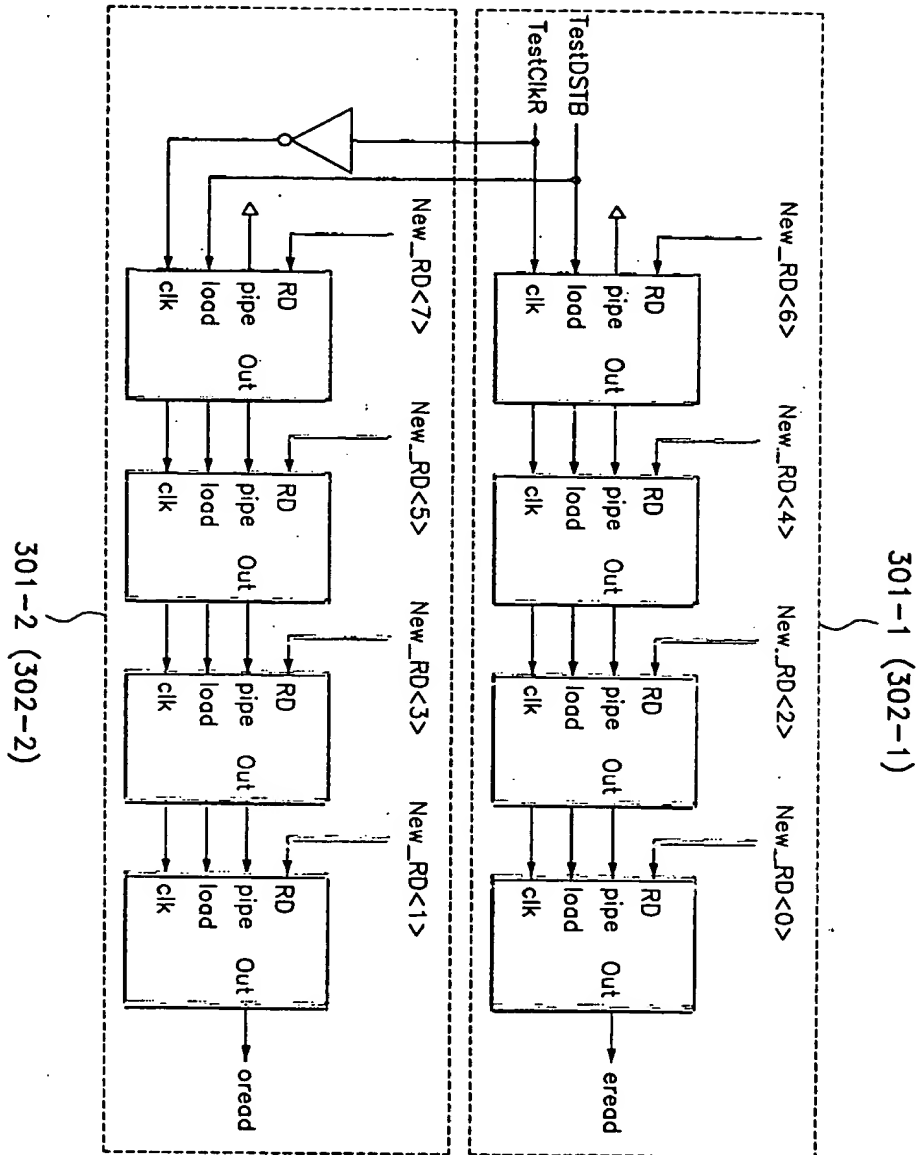 301-1 (302-1)
New_RD<6> New_RD<4> New_RD<2> New_RD<0>
RD RD RD RD
pipe Out pipe Out pipe Out pipe Out eread
TestDSTB load load load load
TestClkR clk clk clk clk
New_RD<7> New_RD<5> New_RD<3> New_RD<1>
RD RD RD RD
pipe Out pipe Out pipe Out pipe Out oread
load load load load
clk clk clk clk
301-2 (302-2)